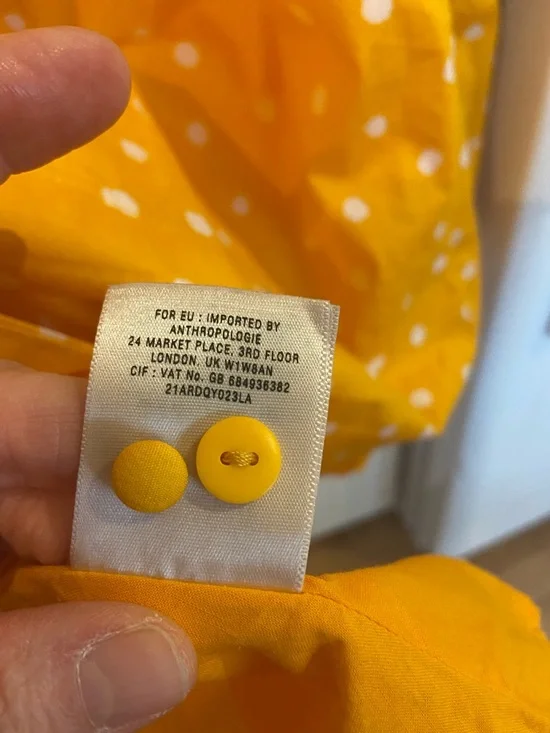 FOR EU : IMPORTED BY
ANTHROPOLOGIE
24 MARKET PLACE, 3RD FLOOR
LONDON, UK W1W8AN
CIF : VAT No. GB 684936382
21ARDQY023LA